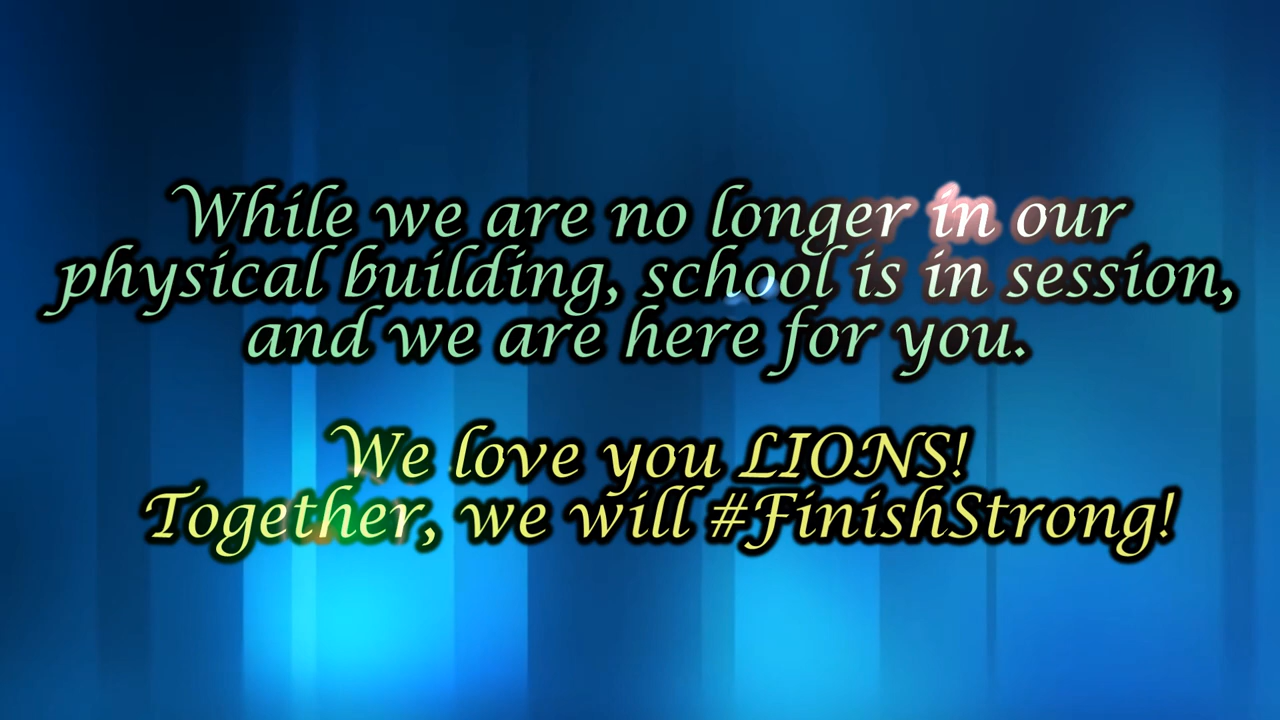 While we are no longer in our
physical building, school is in session,
and we are here for you.
We love you LIONS!
Together, we will #FinishStrong!